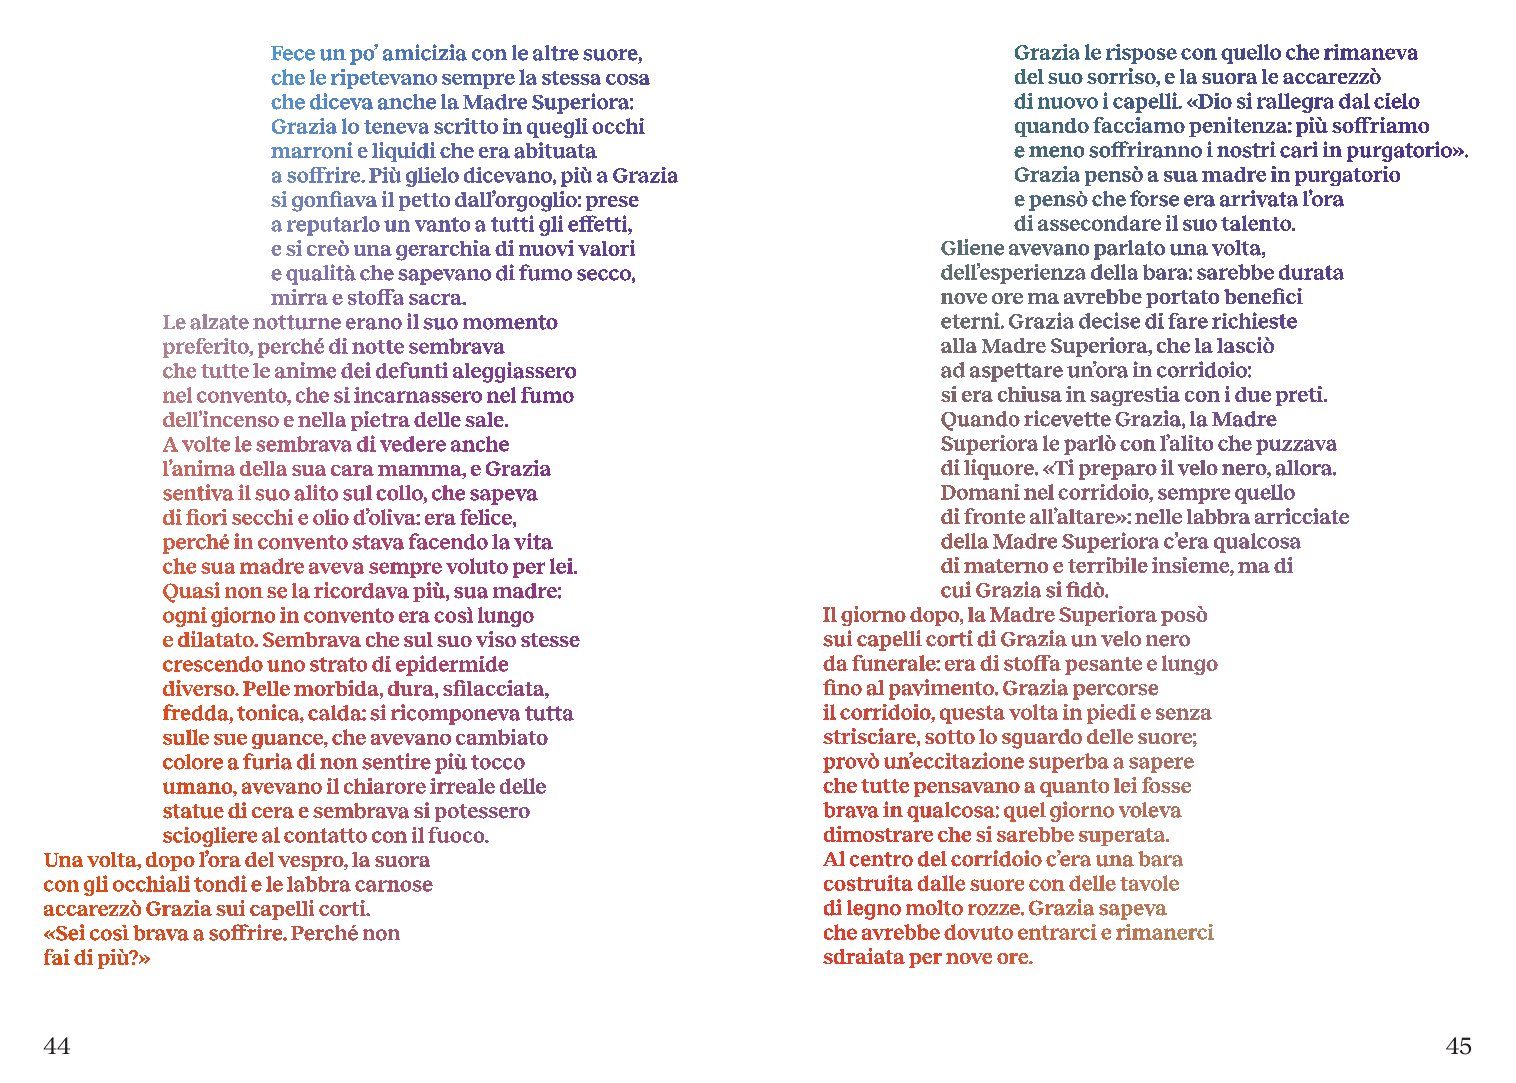 Fece un po’ amicizia con le altre suore,
che le ripetevano sempre la stessa cosa
che diceva anche la Madre Superiora:
Grazia lo teneva scritto in quegli occhi
marroni e liquidi che era abituata
a soffrire. Più glielo dicevano, più a Grazia
si gonfiava il petto dall’orgoglio: prese
a reputarlo un vanto a tutti gli effetti,
e si creò una gerarchia di nuovi valori
e qualità che sapevano di fumo secco,
mirra e stoffa sacra.
Le alzate notturne erano il suo momento
preferito, perché di notte sembrava
che tutte le anime dei defunti aleggiassero
nel convento, che si incarnassero nel fumo
dell’incenso e nella pietra delle sale.
A volte le sembrava di vedere anche
l’anima della sua cara mamma, e Grazia
sentiva il suo alito sul collo, che sapeva
di fiori secchi e olio d’oliva: era felice,
perché in convento stava facendo la vita
che sua madre aveva sempre voluto per lei.
Quasi non se la ricordava più, sua madre:
ogni giorno in convento era così lungo
e dilatato. Sembrava che sul suo viso stesse
crescendo uno strato di epidermide
diverso. Pelle morbida, dura, sfilacciata,
fredda, tonica, calda: si ricomponeva tutta
sulle sue guance, che avevano cambiato
colore a furia di non sentire più tocco
umano, avevano il chiarore irreale delle
statue di cera e sembrava si potessero
sciogliere al contatto con il fuoco.
Una volta, dopo l’ora del vespro, la suora
con gli occhiali tondi e le labbra carnose
accarezzò Grazia sui capelli corti.
«Sei così brava a soffrire. Perché non
fai di più?»
44
Grazia le rispose con quello che rimaneva
del suo sorriso, e la suora le accarezzò
di nuovo i capelli. «Dio si rallegra dal cielo
quando facciamo penitenza: più soffriamo
e meno soffriranno i nostri cari in purgatorio».
Grazia pensò a sua madre in purgatorio
e pensò che forse era arrivata l’ora
di assecondare il suo talento.
Gliene avevano parlato una volta,
dell’esperienza della bara: sarebbe durata
nove ore ma avrebbe portato benefici
eterni. Grazia decise di fare richieste
alla Madre Superiora, che la lasciò
ad aspettare un’ora in corridoio:
si era chiusa in sagrestia con i due preti.
Quando ricevette Grazia, la Madre
Superiora le parlò con l’alito che puzzava
di liquore. «Ti preparo il velo nero, allora.
Domani nel corridoio, sempre quello
di fronte all’altare»: nelle labbra arricciate
della Madre Superiora c’era qualcosa
di materno e terribile insieme, ma di
cui Grazia si fidò.
Il giorno dopo, la Madre Superiora posò
sui capelli corti di Grazia un velo nero
da funerale: era di stoffa pesante e lungo
fino al pavimento. Grazia percorse
il corridoio, questa volta in piedi e senza
strisciare, sotto lo sguardo delle suore;
provò un’eccitazione superba a sapere
che tutte pensavano a quanto lei fosse
brava in qualcosa: quel giorno voleva
dimostrare che si sarebbe superata.
Al centro del corridoio c’era una bara
costruita dalle suore con delle tavole
di legno molto rozze. Grazia sapeva
che avrebbe dovuto entrarci e rimanerci
sdraiata per nove ore.
45